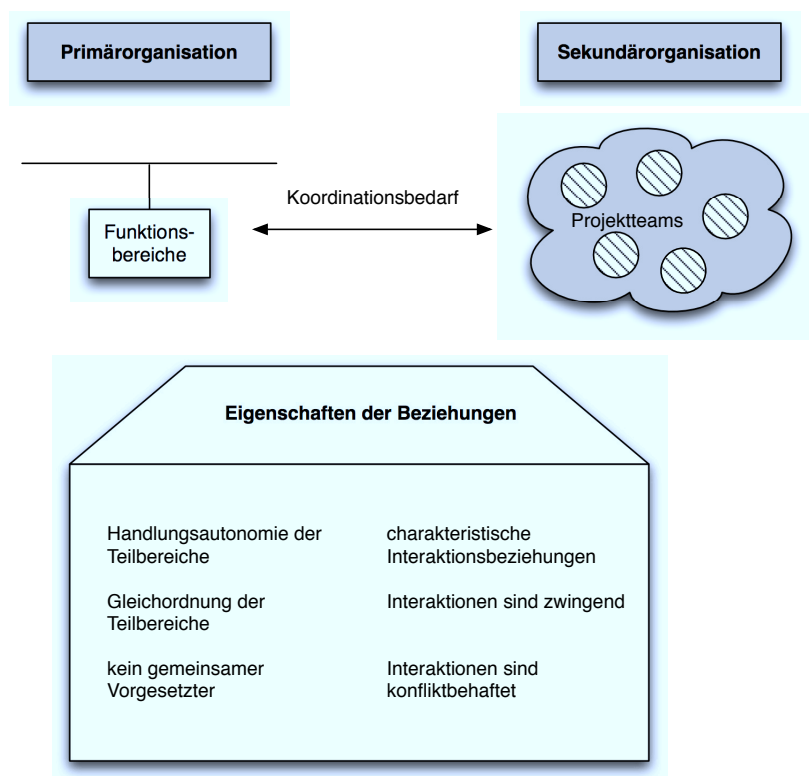 Primärorganisation
Sekundärorganisation
Koordinationsbedarf
Funktions-
bereiche
Projektteams
Eigenschaften der Beziehungen
Handlungsautonomie der
Teilbereiche
charakteristische
Interaktionsbeziehungen
Gleichordnung der
Teilbereiche
Interaktionen sind zwingend
kein gemeinsamer
Vorgesetzter
Interaktionen sind
konfliktbehaftet